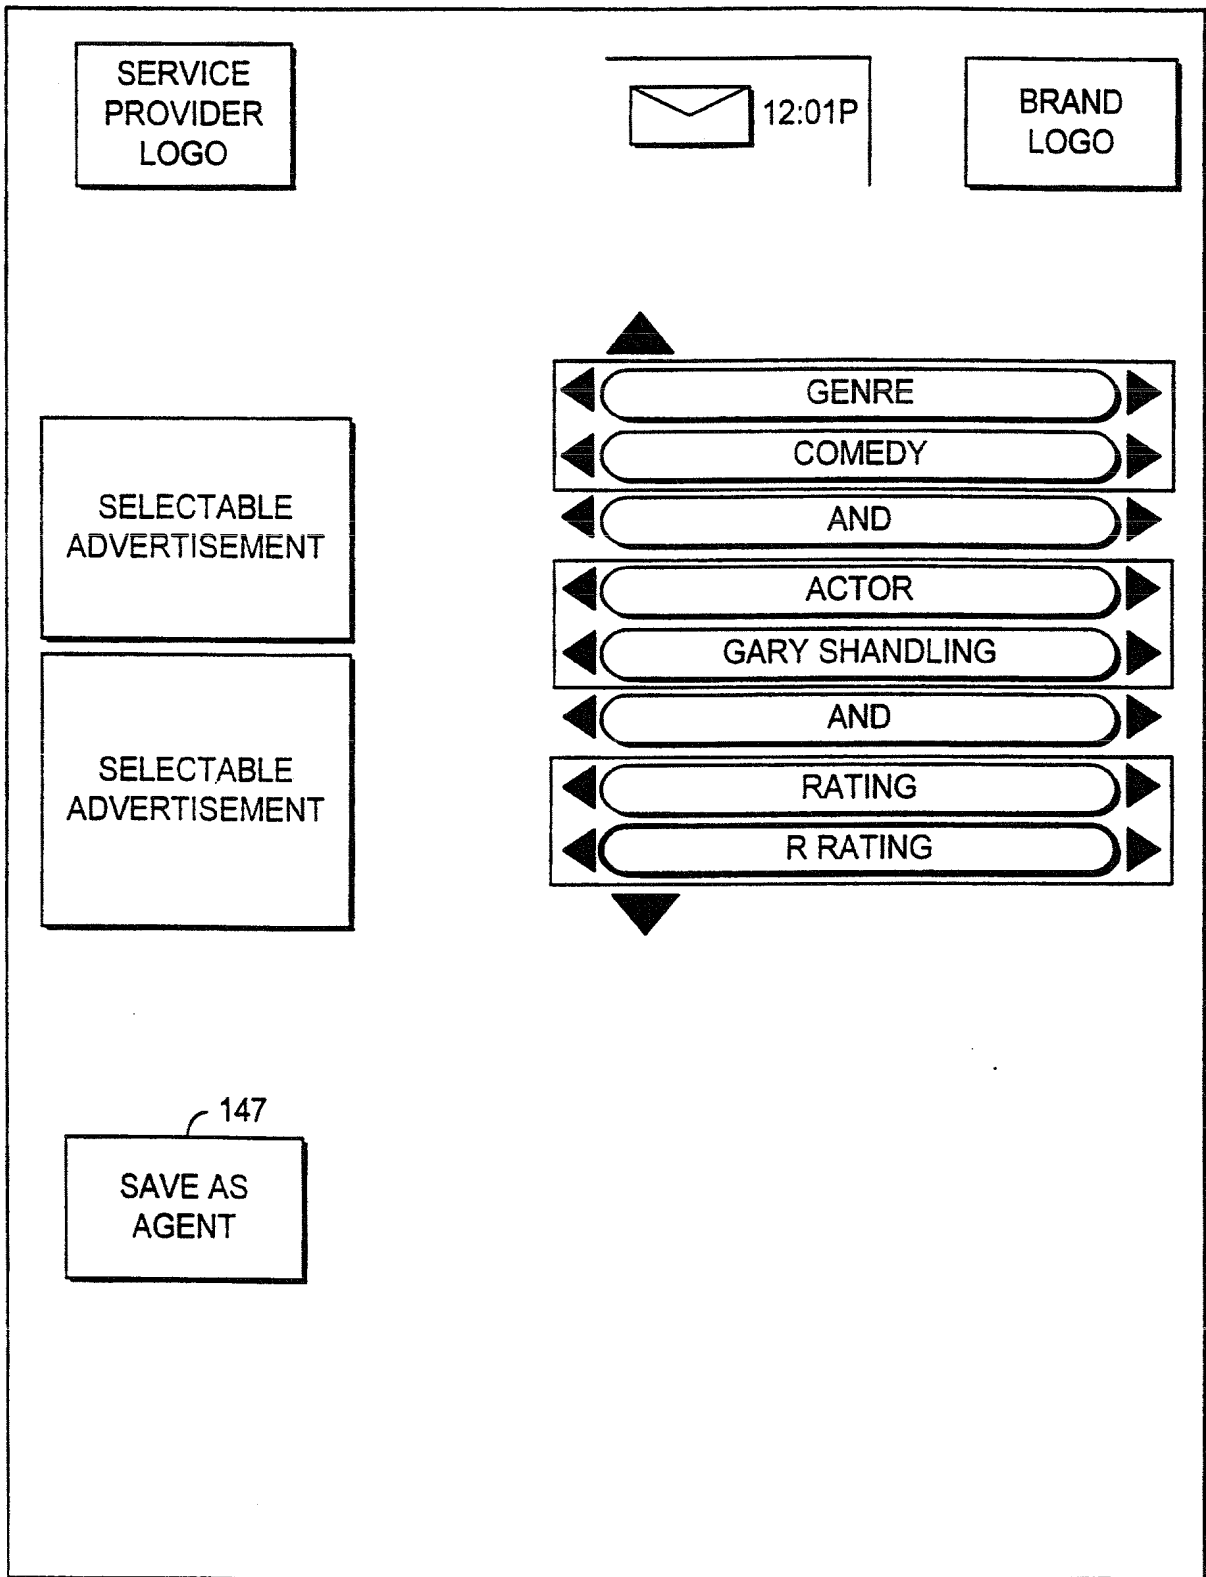 SERVICE
PROVIDER
LOGO
12:01P
BRAND
LOGO
GENRE
COMEDY
AND
ACTOR
GARY SHANDLING
AND
RATING
R RATING
SELECTABLE
ADVERTISEMENT
SELECTABLE
ADVERTISEMENT
147
SAVE AS
AGENT